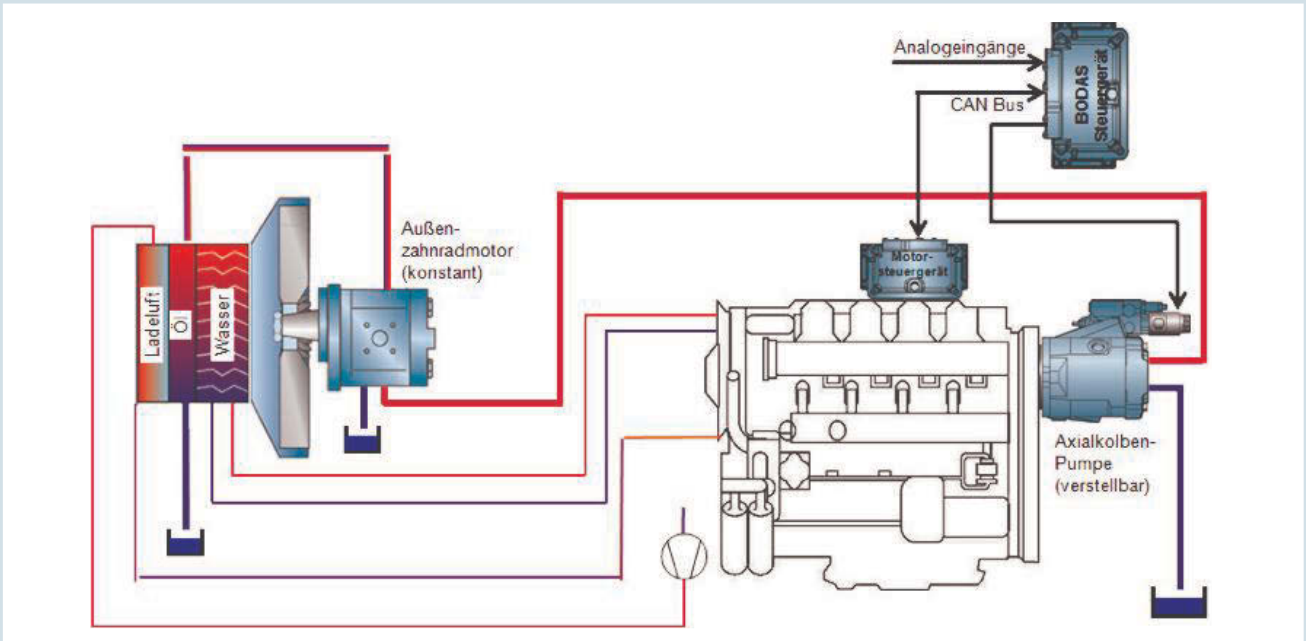 Analogeingänge
CAN Bus
BODAS
Steuergerät
Außen-
zahnradmotor
(konstant)
Motor-
steuergerät
Ladeluft
Öl
Wasser
Axialkolben-
Pumpe
(verstellbar)